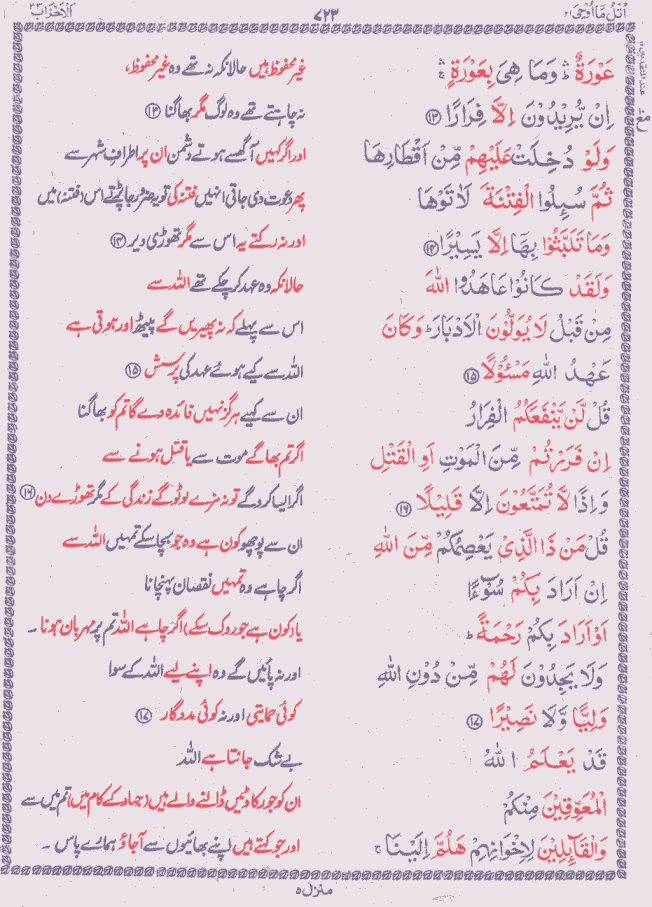 اتل ما اوحی ۲۱ ۷۲۳ الاحزاب ۳۳
عَوْرَةٌ ۛ وَمَا هِىَ بِعَوْرَةٍ ۛ غیر محفوظ ہیں حالانکہ نہ تھے وہ غیر محفوظ،
اِنْ يُّرِيْدُوْنَ اِلَّا فِرَارًا ۝۱۳ نہ چاہتے تھے وہ لوگ مگر بھاگنا ۝۱۳
وَلَوْ دُخِلَتْ عَلَيْهِمْ مِّنْ اَقْطَارِهَا اور اگر کہیں آگھسے ہوتے دشمن ان پر اطرافِ شہر سے
ثُمَّ سُئِلُوا الْفِتْنَةَ لَاٰتَوْهَا پھر دعوت دی جاتی انہیں فتنہ کی تو یہ ضرور جا پڑتے اس (فتنہ) میں
وَمَا تَلَبَّثُوْا بِهَآ اِلَّا يَسِيْرًا ۝۱۴ اور نہ رکتے یہ اس سے مگر تھوڑی دیر ۝۱۴
وَلَقَدْ كَانُوْا عَاهَدُوا اللّٰهَ حالانکہ وہ عہد کرچکے تھے اللہ سے
مِنْ قَبْلُ لَا يُوَلُّوْنَ الْاَدْبَارَ ؕ وَكَانَ اس سے پہلے کہ نہ پھیریں گے پیٹھ اور ہوتی ہے
عَهْدُ اللّٰهِ مَسْـُٔوْلًا ۝۱۵ اللہ سے کیے ہوئے عہد کی پرسش ۝۱۵
قُلْ لَّنْ يَّنْفَعَكُمُ الْفِرَارُ ان سے کہیے ہرگز نہیں فائدہ دے گا تم کو بھاگنا
اِنْ فَرَرْتُمْ مِّنَ الْمَوْتِ اَوِ الْقَتْلِ اگر تم بھاگے موت سے یا قتل ہونے سے
وَاِذًا لَّا تُمَتَّعُوْنَ اِلَّا قَلِيْلًا ۝۱۶ اگر ایسا کرو گے تو نہ مزے لوٹو گے زندگی کے مگر تھوڑے دن ۝۱۶
قُلْ مَنْ ذَا الَّذِىْ يَعْصِمُكُمْ مِّنَ اللّٰهِ ان سے پوچھو کون ہے وہ جو بچا سکے تمہیں اللہ سے
اِنْ اَرَادَ بِكُمْ سُوْٓءًا اگر چاہے وہ تمہیں نقصان پہنچانا
اَوْ اَرَادَ بِكُمْ رَحْمَةً ؕ یا (کون ہے جو روک سکے) اگر چاہے اللہ تم پر مہربان ہونا ۔
وَلَا يَجِدُوْنَ لَهُمْ مِّنْ دُوْنِ اللّٰهِ اور نہ پائیں گے وہ اپنے لیے اللہ کے سوا
وَلِيًّا وَّلَا نَصِيْرًا ۝۱۷ کوئی حمایتی اور نہ کوئی مددگار ۝۱۷
قَدْ يَعْلَمُ اللّٰهُ بے شک جانتا ہے اللہ
الْمُعَوِّقِيْنَ مِنْكُمْ ان کو جو رکاوٹیں ڈالنے والے ہیں (جہاد کے کام میں) تم میں سے
وَالْقَآئِلِيْنَ لِاِخْوَانِهِمْ هَلُمَّ اِلَيْنَا ۚ اور جو کہتے ہیں اپنے بھائیوں سے آجاؤ ہمارے پاس ۔
منزل ۵